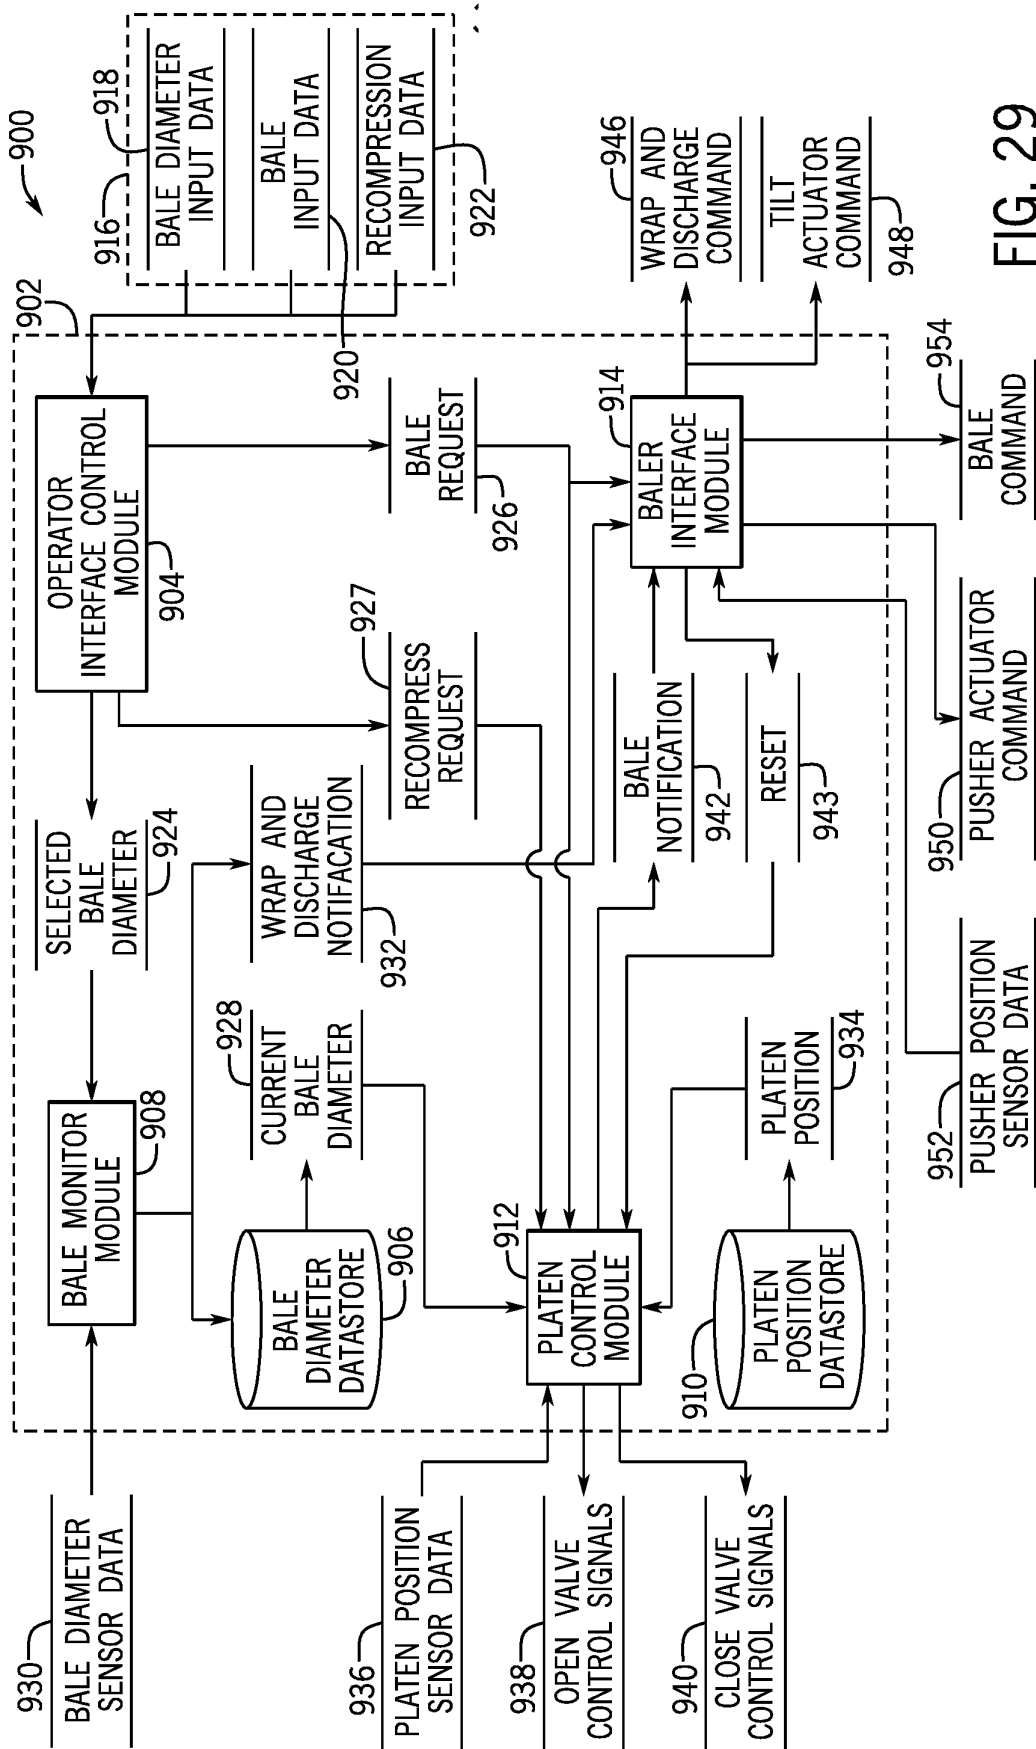 900
916
918
BALE DIAMETER
INPUT DATA
BALE
INPUT DATA
920
RECOMPRESSION
INPUT DATA
922
902
OPERATOR
INTERFACE CONTROL
MODULE
904
SELECTED
BALE
DIAMETER
924
BALE MONITOR
MODULE
908
930
BALE DIAMETER
SENSOR DATA
BALE
REQUEST
926
927
RECOMPRESS
REQUEST
WRAP AND
DISCHARGE
NOTIFACATION
932
928
CURRENT
BALE
DIAMETER
BALE
DIAMETER
DATASTORE
906
946
WRAP AND
DISCHARGE
COMMAND
TILT
ACTUATOR
COMMAND
948
914
BALER
INTERFACE
MODULE
BALE
NOTIFICATION
942
RESET
943
912
PLATEN
CONTROL
MODULE
PLATEN
POSITION
934
910
PLATEN
POSITION
DATASTORE
936
PLATEN POSITION
SENSOR DATA
938
OPEN VALVE
CONTROL SIGNALS
940
CLOSE VALVE
CONTROL SIGNALS
954
BALE
COMMAND
950
PUSHER ACTUATOR
COMMAND
952
PUSHER POSITION
SENSOR DATA
FIG. 29